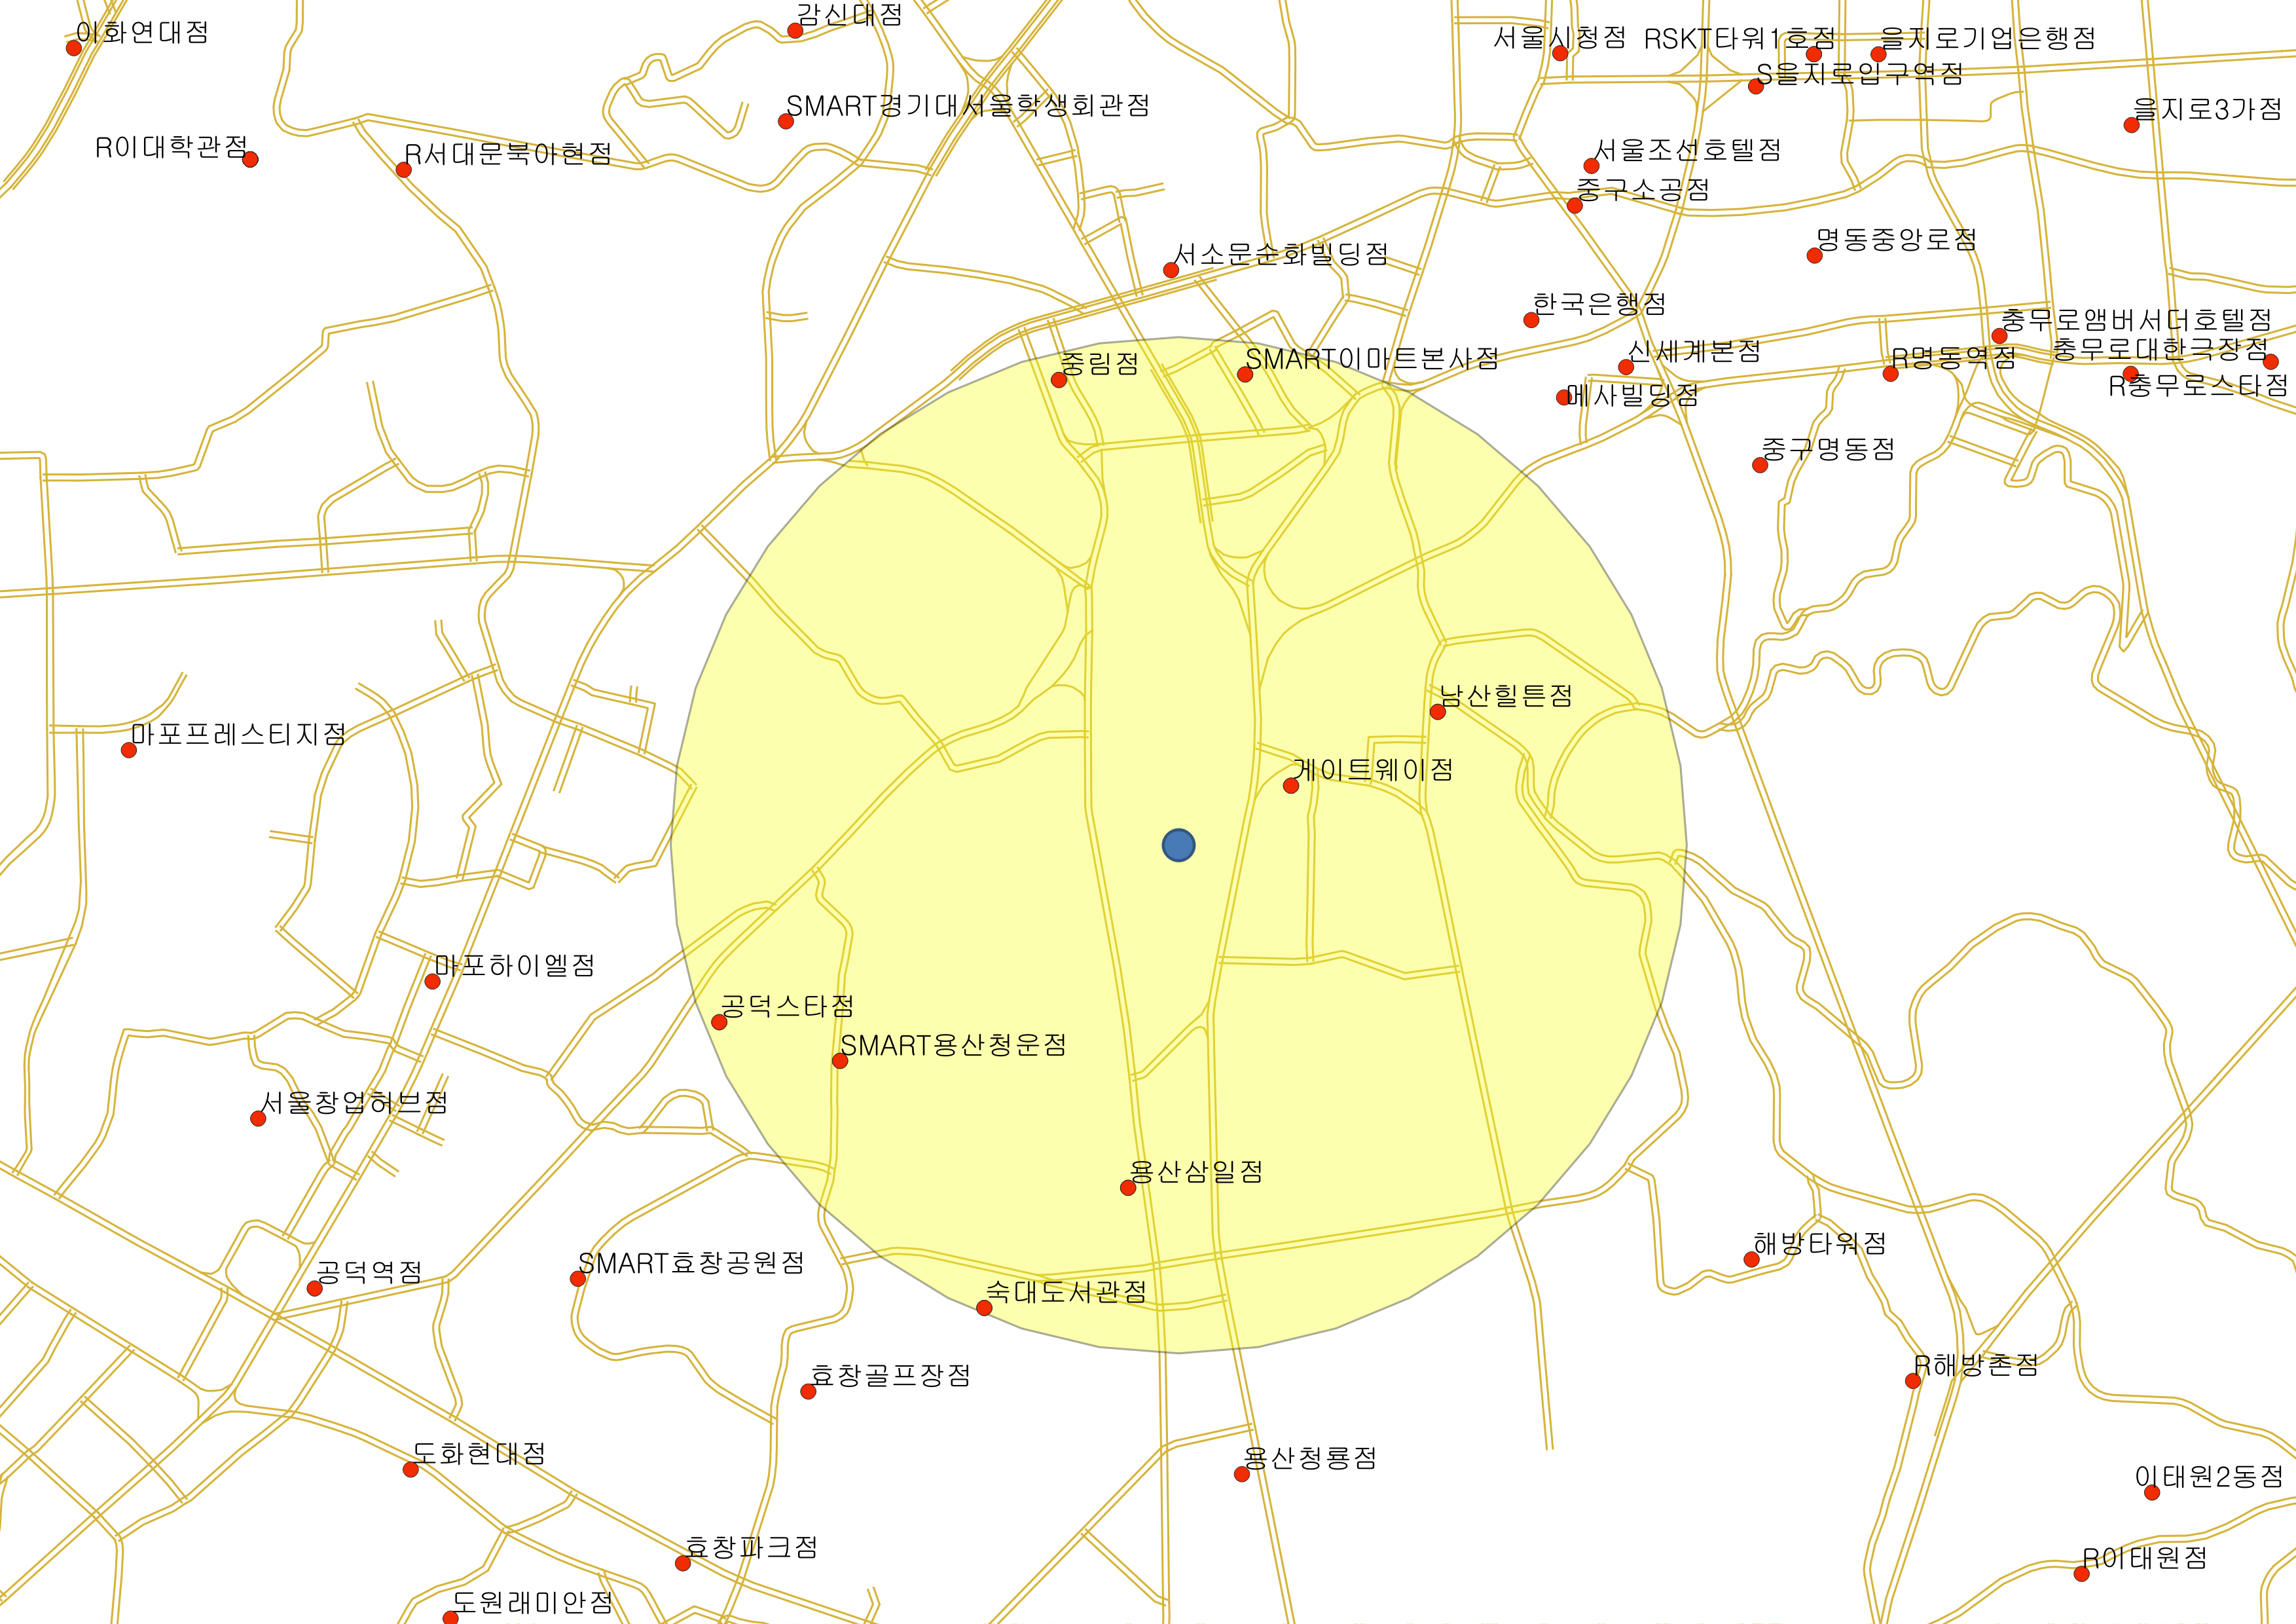 감신대점
이화연대점
서울시청점
RSKT타워1호점
을지로기업은행점
S을지로입구역점
SMART경기대서울학생회관점
을지로3가점
R이대학관점
R서대문북아현점
서울조선호텔점
중구소공점
명동중앙로점
서소문순화빌딩점
한국은행점
충무로앰버서더호텔점
신세계본점
충무로대한극장점
중림점
SMART이마트본사점
R명동역점
R충무로스타점
메사빌딩점
중구명동점
남산힐튼점
마포프레스티지점
게이트웨이점
마포하이엘점
공덕스타점
SMART용산청운점
서울창업허브점
용산삼일점
해방타워점
SMART효창공원점
공덕역점
숙대도서관점
R해방촌점
효창골프장점
도화현대점
용산청룡점
이태원2동점
효창파크점
R이태원점
도원래미안점